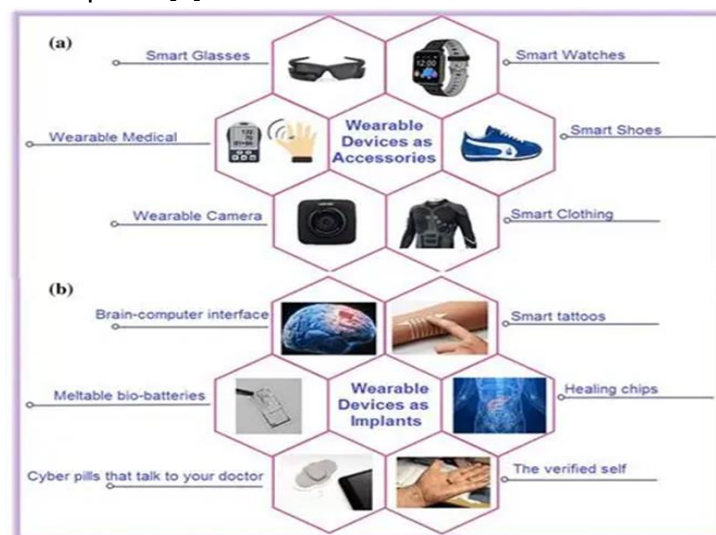 (a)
Smart Glasses
Smart Watches
Wearable Medical
Wearable
Devices as
Accessories
Smart Shoes
Wearable Camera
Smart Clothing
(b)
Brain-computer interface
Smart tattoos
Meltable bio-batteries
Wearable
Devices as
Implants
Healing chips
Cyber pills that talk to your doctor
The verified self